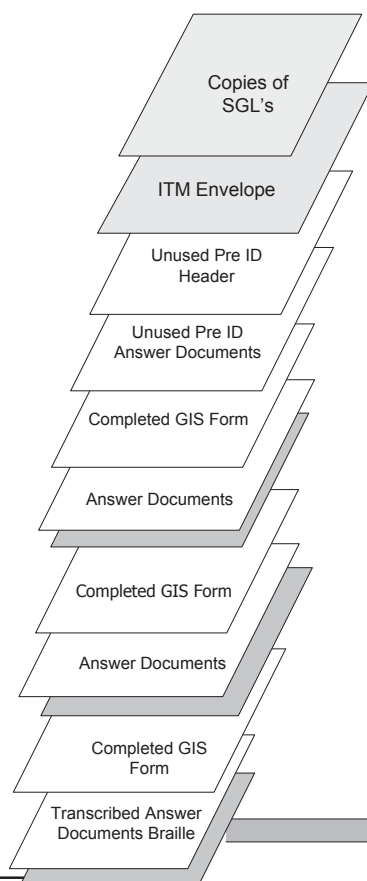 Copies of
SGL's
ITM Envelope
Unused Pre ID
Header
Unused Pre ID
Answer Documents
Completed GIS Form
Answer Documents
Completed GIS Form
Answer Documents
Completed GIS
Form
Transcribed Answer
Documents Braille